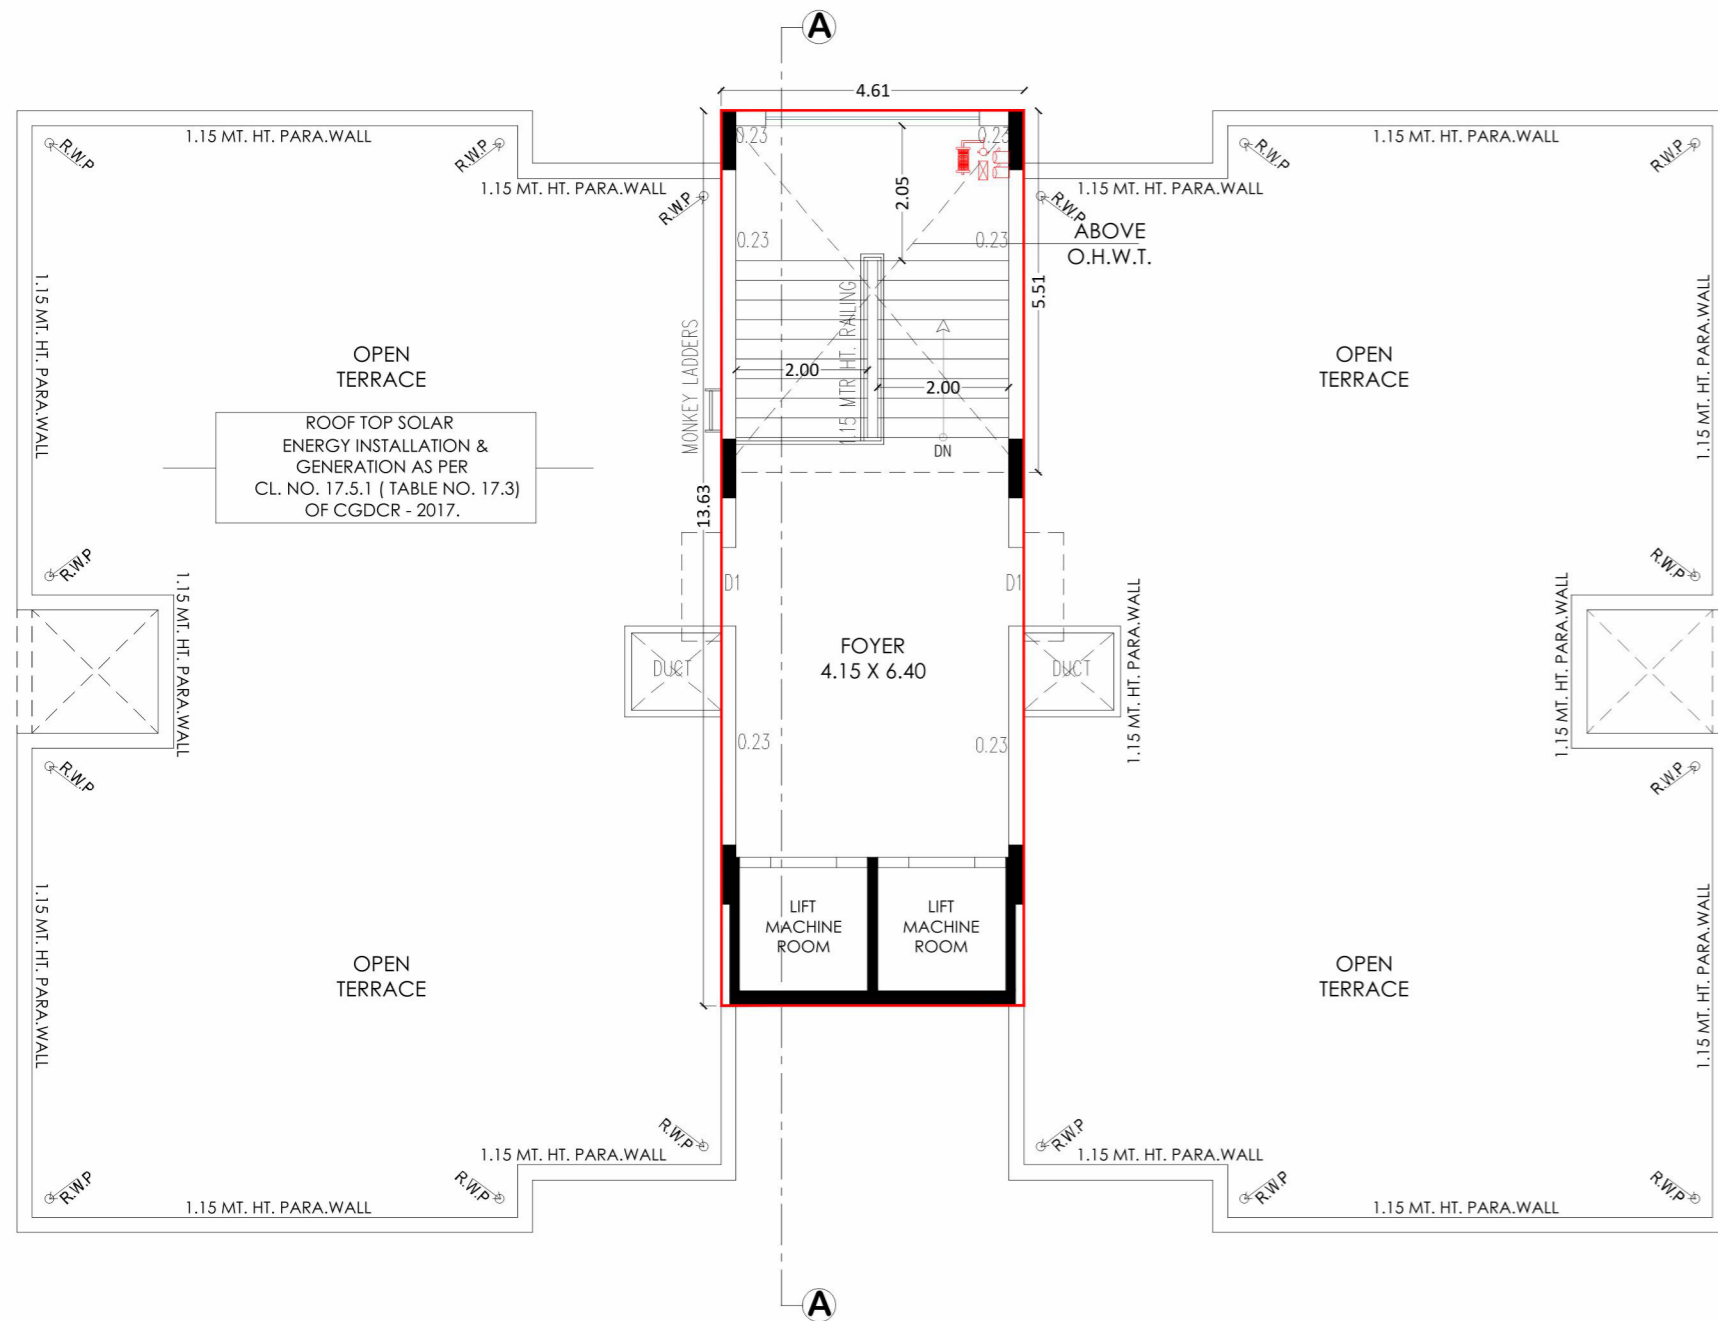 A
4.61
1.15 MT. HT. PARA.WALL
1.15 MT. HT. PARA.WALL
R.W.P
R.W.P
0.23
0.23
R.W.P
R.W.P
1.15 MT. HT. PARA.WALL
1.15 MT. HT. PARA.WALL
2.05
R.W.P
R.W.P
0.23
0.23
ABOVE
O.H.W.T.
5.51
1.15 MT. HT. PARA.WALL
1.15 MTR HT. RAILING
1.15 MT. HT. PARA.WALL
MONKEY LADDERS
OPEN
TERRACE
OPEN
TERRACE
2.00
2.00
DN
ROOF TOP SOLAR
ENERGY INSTALLATION &
GENERATION AS PER
CL. NO. 17.5.1 ( TABLE NO. 17.3)
OF CGDCR - 2017.
13.63
R.W.P
R.W.P
D1
D1
1.15 MT. HT. PARA.WALL
1.15 MT. HT. PARA.WALL
1.15 MT. HT. PARA.WALL
DUCT
FOYER
4.15 X 6.40
DUCT
0.23
0.23
R.W.P
R.W.P
1.15 MT. HT. PARA.WALL
1.15 MT. HT. PARA.WALL
LIFT
MACHINE
ROOM
LIFT
MACHINE
ROOM
OPEN
TERRACE
OPEN
TERRACE
R.W.P
R.W.P
1.15 MT. HT. PARA.WALL
1.15 MT. HT. PARA.WALL
R.W.P
R.W.P
R.W.P
R.W.P
1.15 MT. HT. PARA.WALL
1.15 MT. HT. PARA.WALL
A